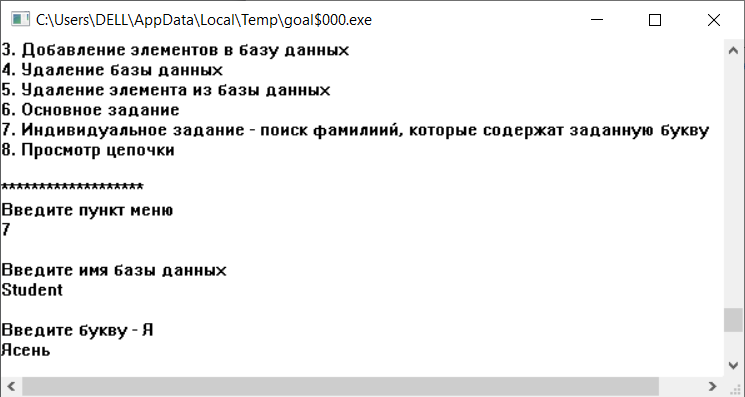 C:\Users\DELL\AppData\Local\Temp\goal$000.exe
3. Добавление элементов в базу данных
4. Удаление базы данных
5. Удаление элемента из базы данных
6. Основное задание
7. Индивидуальное задание - поиск фамилиий, которые содержат заданную букву
8. Просмотр цепочки
*******************
Введите пункт меню
7
Введите имя базы данных
Student
Введите букву - Я
Ясень